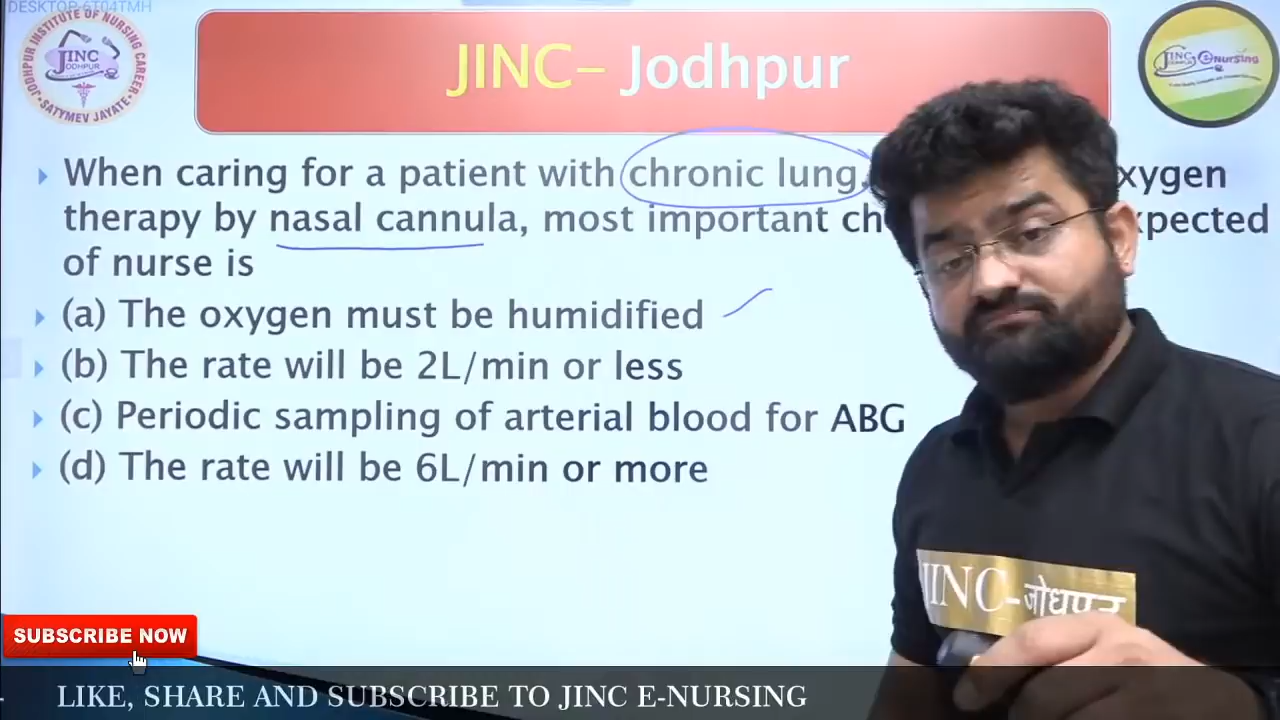 DESKTOP-6T04TMH
JODHPUR INSTITUTE OF NURSING CAREER
JINC
JODHPUR
SATYMEV JAYATE
JINC- Jodhpur
JINC eNursing
When caring for a patient with chronic lung xygen
therapy by nasal cannula, most important ch xpected
of nurse is
(a) The oxygen must be humidified
(b) The rate will be 2L/min or less
(c) Periodic sampling of arterial blood for ABG
(d) The rate will be 6L/min or more
JINC-जोधपुर
SUBSCRIBE NOW
LIKE, SHARE AND SUBSCRIBE TO JINC E-NURSING